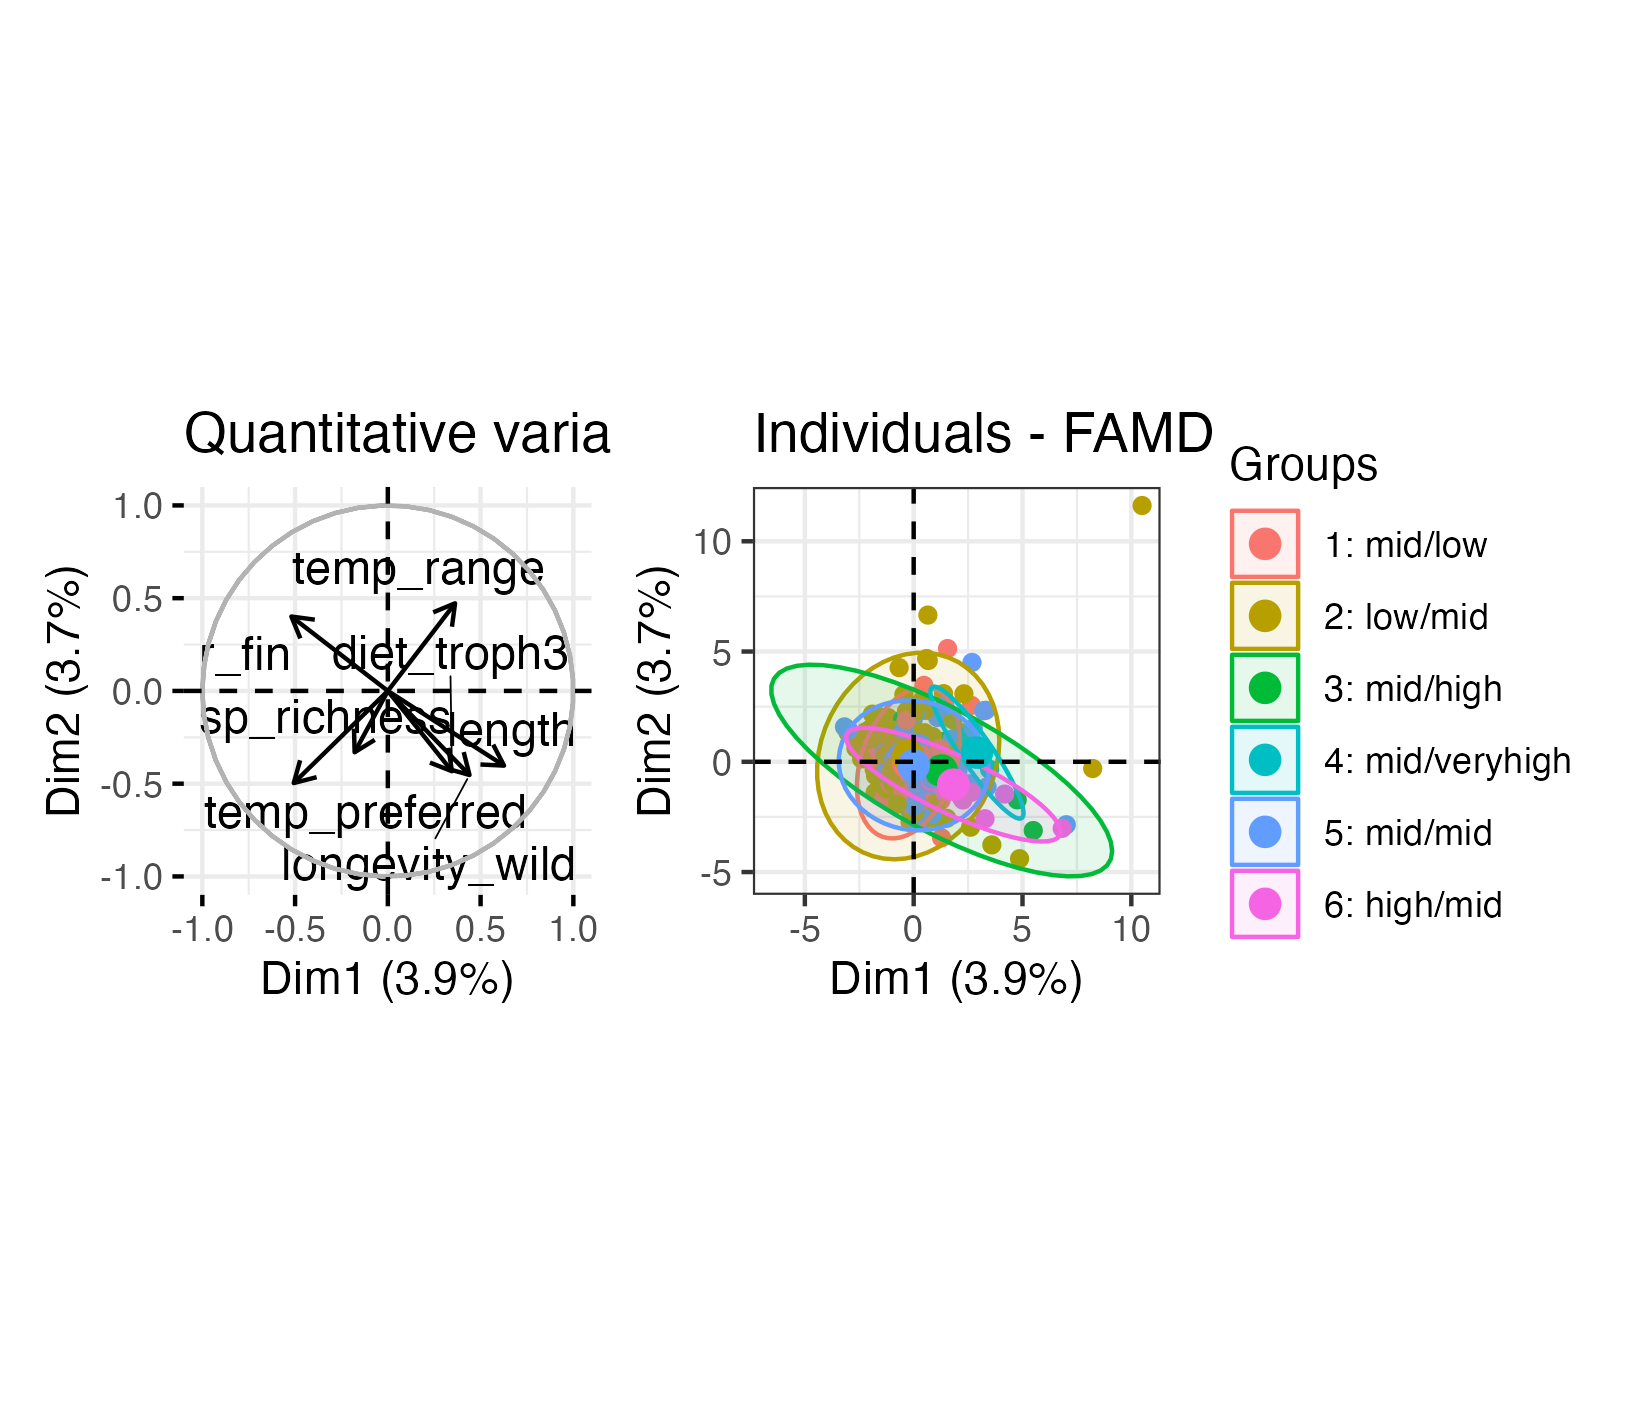 Quantitative varia
Dim2 (3.7%)
1.0
0.5
0.0
-0.5
-1.0
temp_range
r_fin
diet_troph3
sp_richness
length
temp_preferred
longevity_wild
-1.0 -0.5 0.0 0.5 1.0
Dim1 (3.9%)
Individuals - FAMD
Dim2 (3.7%)
10
5
0
-5
-5 0 5 10
Dim1 (3.9%)
Groups
1: mid/low
2: low/mid
3: mid/high
4: mid/veryhigh
5: mid/mid
6: high/mid